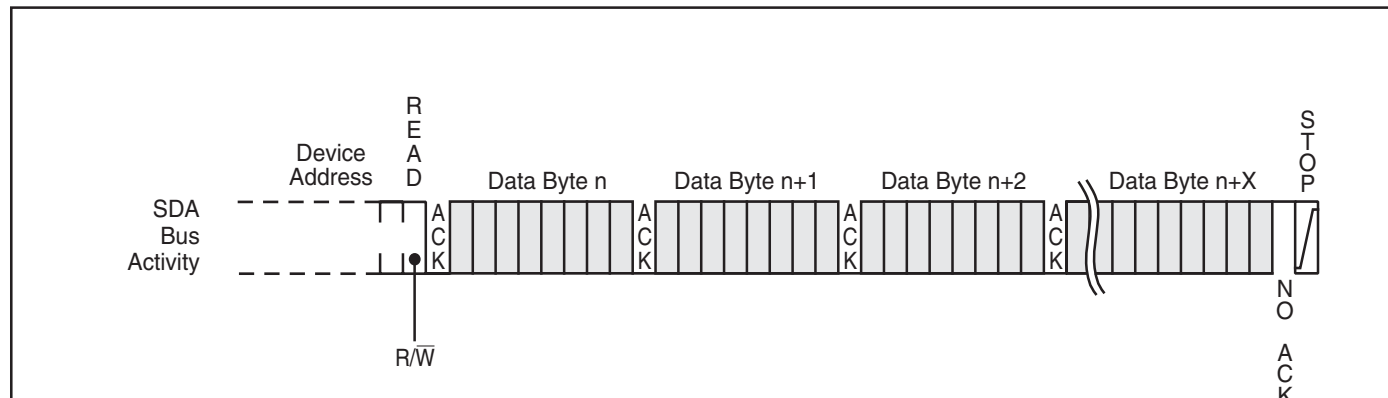 READ
STOP
Device
Address
Data Byte n
Data Byte n+1
Data Byte n+2
Data Byte n+X
SDA
Bus
Activity
ACK
ACK
ACK
ACK
NO ACK
R/W̅